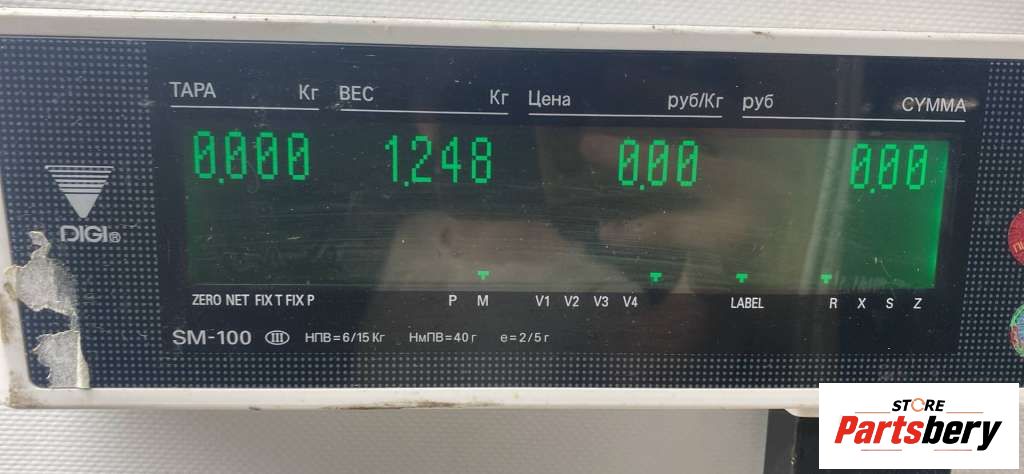 ТАРА Кг ВЕС Кг Цена руб/Кг руб СУММА
0.000 1.248 0.00 0.00
DIGI®
ZERO NET FIX T FIX P P M V1 V2 V3 V4 LABEL R X S Z
SM-100 III НПВ=6/15 Кг НмПВ=40 г е=2/5 г
STORE
Partsbery